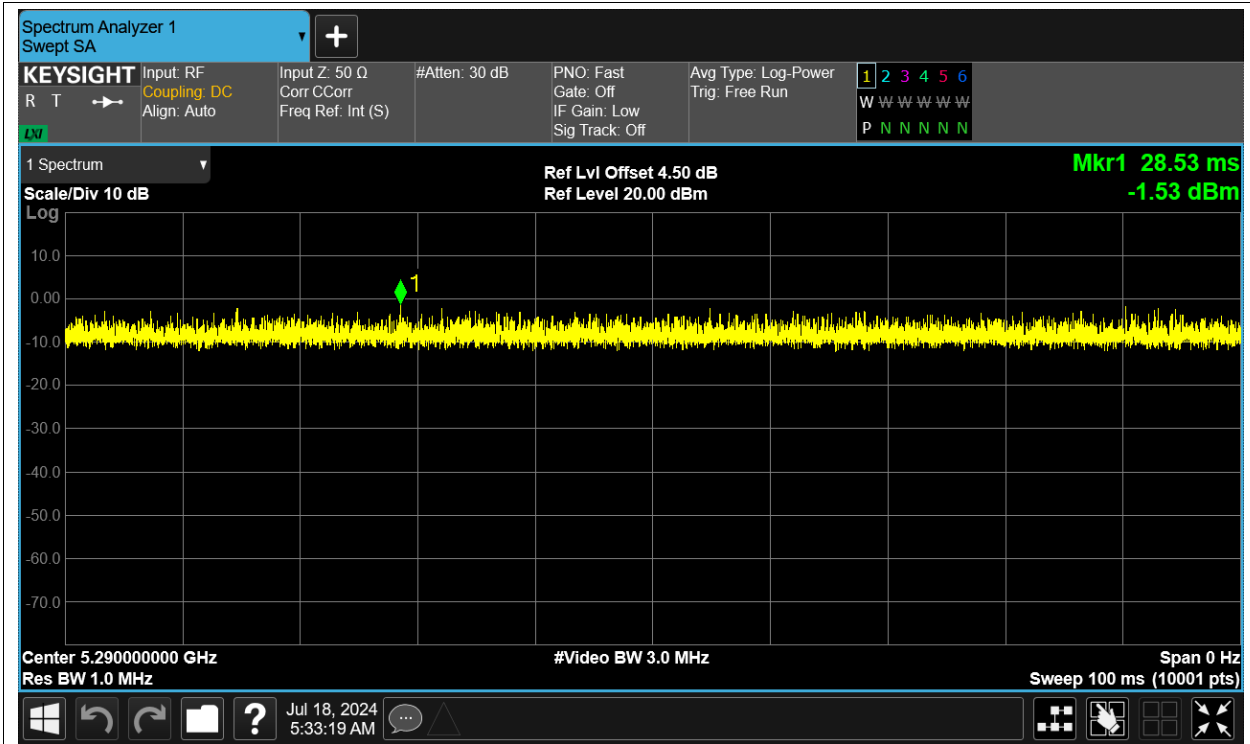 Spectrum Analyzer 1
Swept SA
KEYSIGHT
R T
LXI
Input: RF
Coupling: DC
Align: Auto
Input Z: 50 Ω
Corr CCorr
Freq Ref: Int (S)
#Atten: 30 dB
PNO: Fast
Gate: Off
IF Gain: Low
Sig Track: Off
Avg Type: Log-Power
Trig: Free Run
1 2 3 4 5 6
W W W W W W
P N N N N N
1 Spectrum
Scale/Div 10 dB
Ref Lvl Offset 4.50 dB
Ref Level 20.00 dBm
Mkr1 28.53 ms
-1.53 dBm
Log
10.0
0.00
-10.0
-20.0
-30.0
-40.0
-50.0
-60.0
-70.0
1
Center 5.290000000 GHz
Res BW 1.0 MHz
#Video BW 3.0 MHz
Span 0 Hz
Sweep 100 ms (10001 pts)
?
Jul 18, 2024
5:33:19 AM